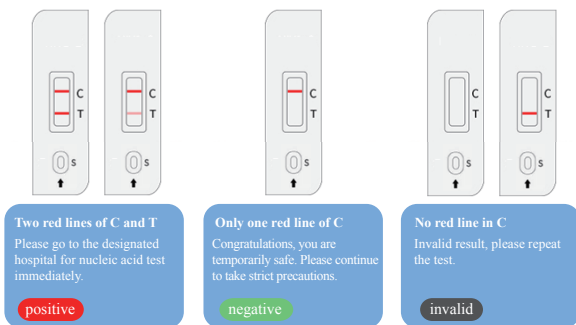 C
T
S
C
T
S
C
T
S
C
T
S
C
T
S
Two red lines of C and T
Please go to the designated
hospital for nucleic acid test
immediately.
positive
Only one red line of C
Congratulations, you are
temporarily safe. Please continue
to take strict precautions.
negative
No red line in C
Invalid result, please repeat
the test.
invalid